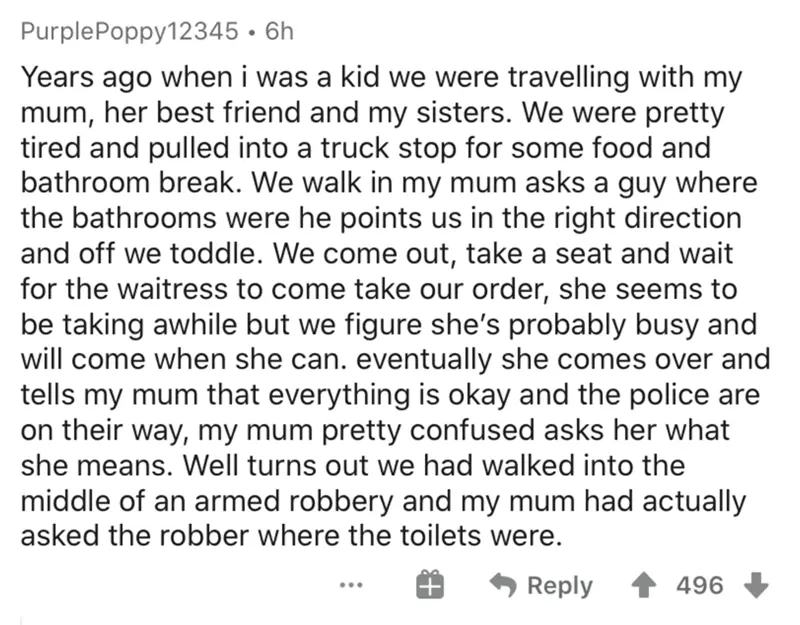 PurplePoppy12345 • 6h
Years ago when i was a kid we were travelling with my
mum, her best friend and my sisters. We were pretty
tired and pulled into a truck stop for some food and
bathroom break. We walk in my mum asks a guy where
the bathrooms were he points us in the right direction
and off we toddle. We come out, take a seat and wait
for the waitress to come take our order, she seems to
be taking awhile but we figure she's probably busy and
will come when she can. eventually she comes over and
tells my mum that everything is okay and the police are
on their way, my mum pretty confused asks her what
she means. Well turns out we had walked into the
middle of an armed robbery and my mum had actually
asked the robber where the toilets were.
... Reply 496